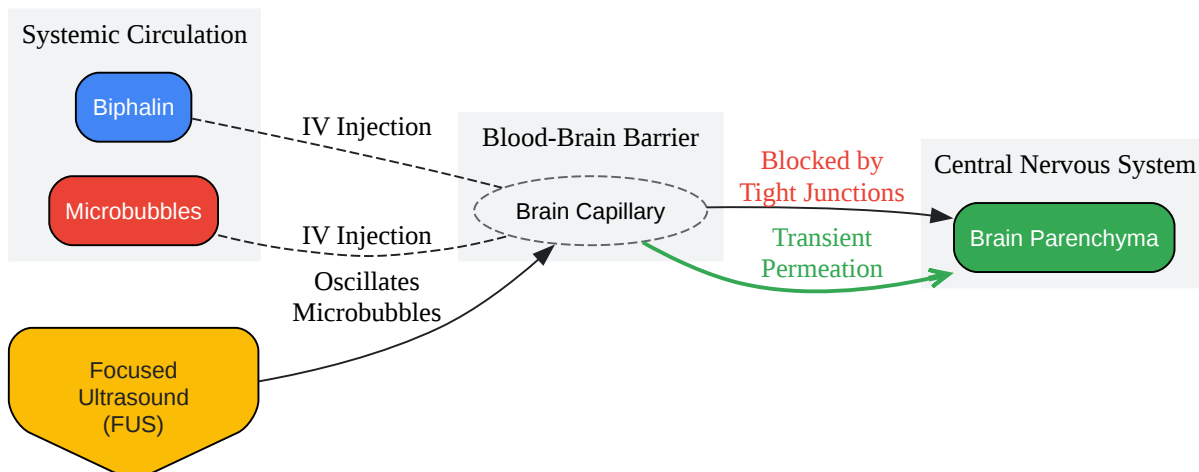 Systemic Circulation
Biphalin
Microbubbles
IV Injection
IV Injection
Oscillates
Microbubbles
Focused
Ultrasound
(FUS)
Blood-Brain Barrier
Brain Capillary
Blocked by
Tight Junctions
Transient
Permeation
Central Nervous System
Brain Parenchyma